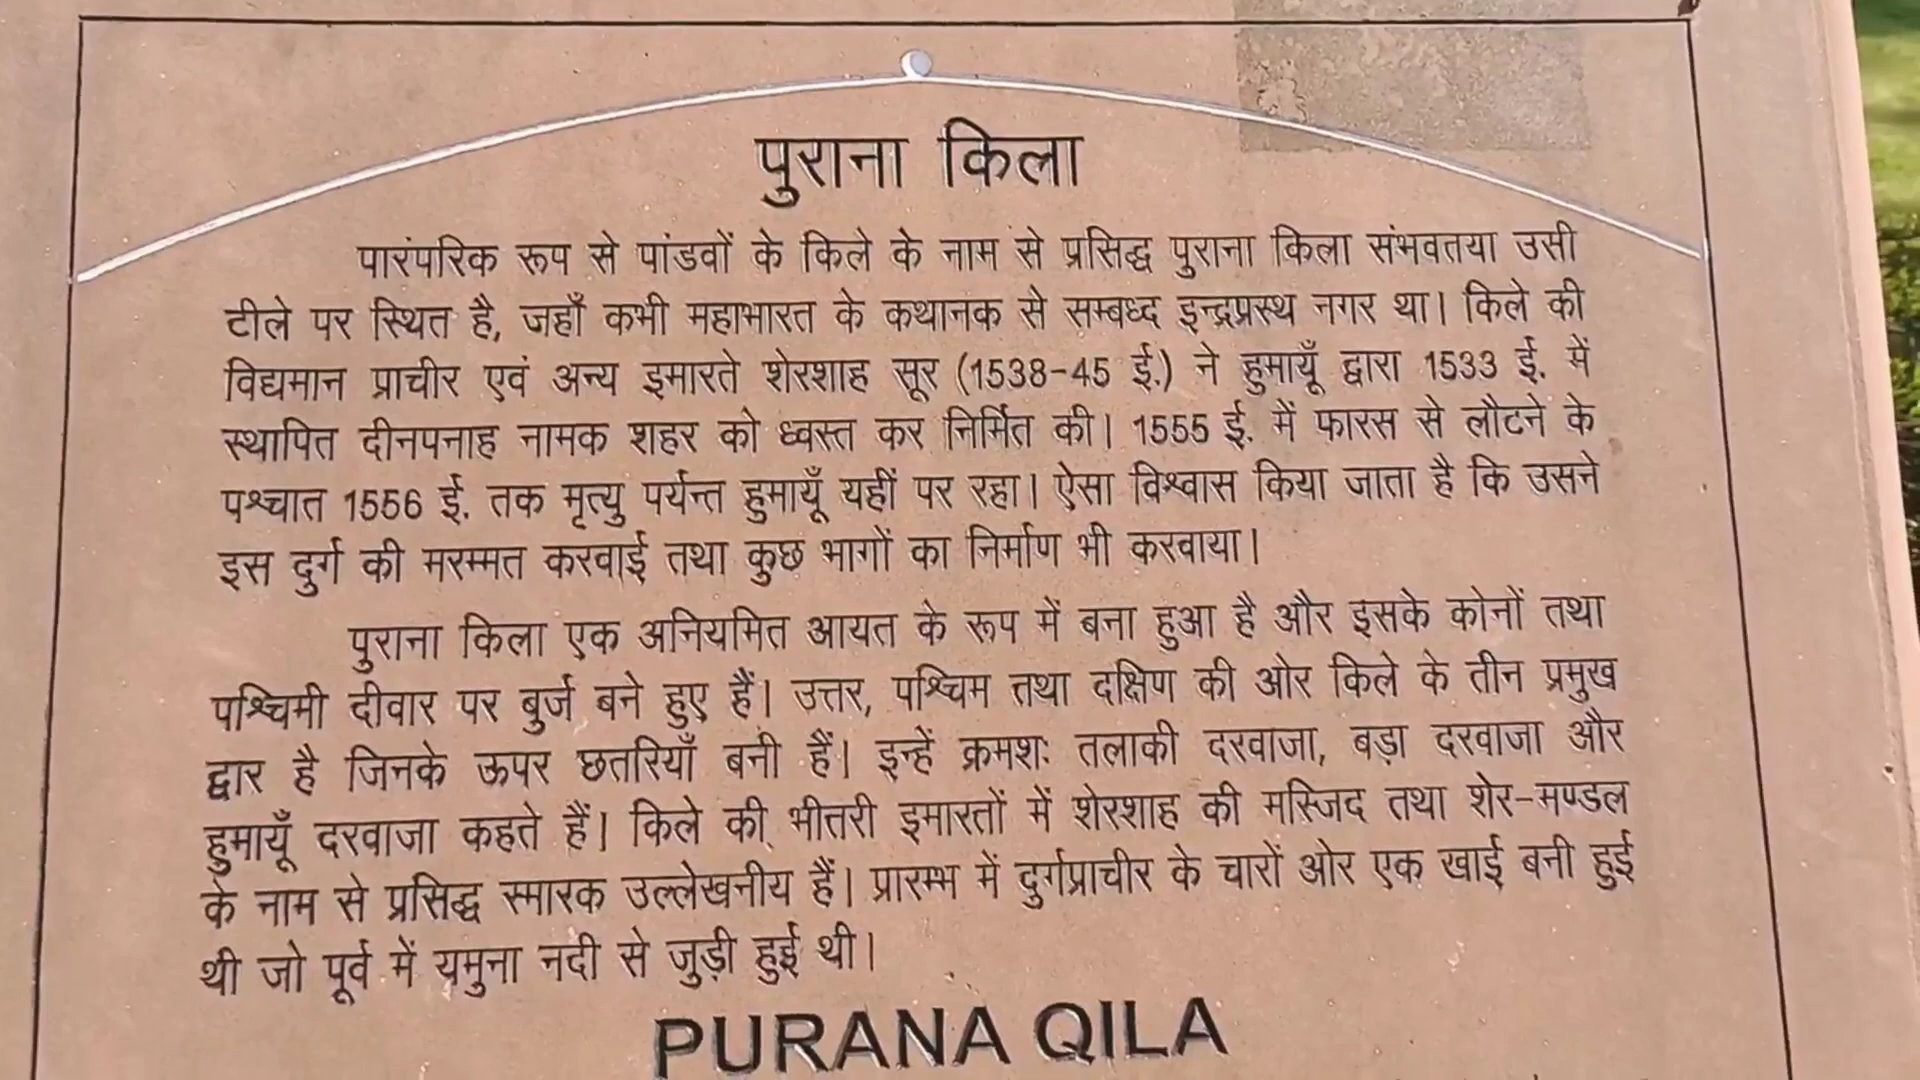 पुराना किला
पारंपरिक रूप से पांडवों के किले के नाम से प्रसिद्ध पुराना किला संभवतया उसी
टीले पर स्थित है, जहाँ कभी महाभारत के कथानक से सम्बध्द इन्द्रप्रस्थ नगर था। किले की
विद्यमान प्राचीर एवं अन्य इमारते शेरशाह सूर (1538-45 ई.) ने हुमायूँ द्वारा 1533 ई. में
स्थापित दीनपनाह नामक शहर को ध्वस्त कर निर्मित की। 1555 ई. मैं फारस से लौटने के
पश्चात 1556 ई. तक मृत्यु पर्यन्त हुमायूँ यहीं पर रहा। ऐसा विश्वास किया जाता है कि उसने
इस दुर्ग की मरम्मत करवाई तथा कुछ भागों का निर्माण भी करवाया।
पुराना किला एक अनियमित आयत के रूप में बना हुआ है और इसके कोनों तथा
पश्चिमी दीवार पर बुर्ज बने हुए हैं। उत्तर, पश्चिम तथा दक्षिण की ओर किले के तीन प्रमुख
द्वार है जिनके ऊपर छतरियाँ बनी हैं। इन्हें क्रमशः तलाकी दरवाजा, बड़ा दरवाजा और
हुमायूँ दरवाजा कहते हैं। किले की भीतरी इमारतों में शेरशाह की मस्जिद तथा शेर-मण्डल
के नाम से प्रसिद्ध स्मारक उल्लेखनीय हैं। प्रारम्भ में दुर्गप्राचीर के चारों ओर एक खाई बनी हुई
थी जो पूर्व में यमुना नदी से जुड़ी हुई थी।
PURANA QILA